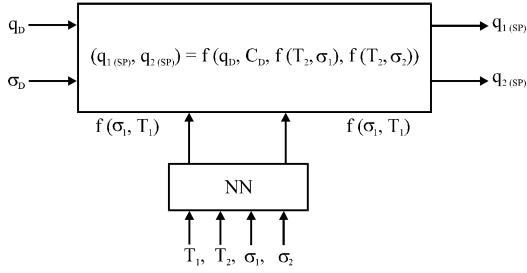 q_D
q_1 (SP)
(q_1 (SP), q_2 (SP)) = f (q_D, C_D, f (T_2, σ_1), f (T_2, σ_2))
σ_D
q_2 (SP)
f (σ_1, T_1) f (σ_1, T_1)
NN
T_1, T_2, σ_1, σ_2